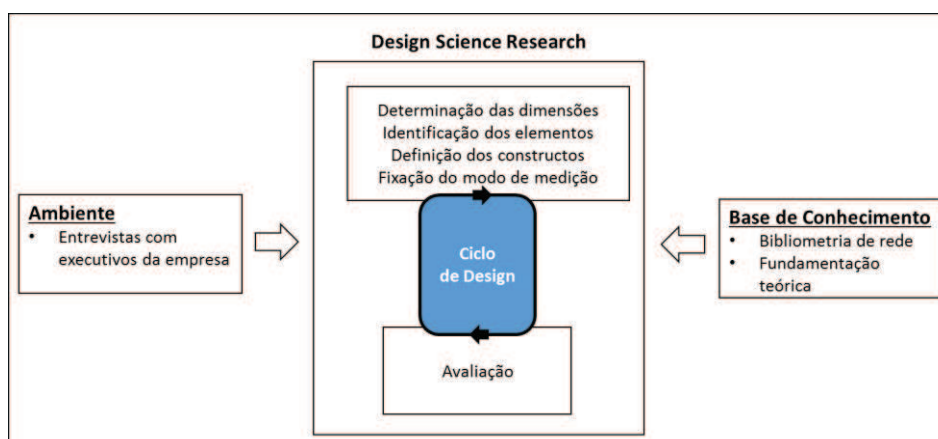 Design Science Research
Determinação das dimensões
Identificação dos elementos
Definição dos constructos
Fixação do modo de medição
Ambiente
• Entrevistas com
executivos da empresa
Ciclo
de Design
Base de Conhecimento
• Bibliometria de rede
• Fundamentação
teórica
Avaliação